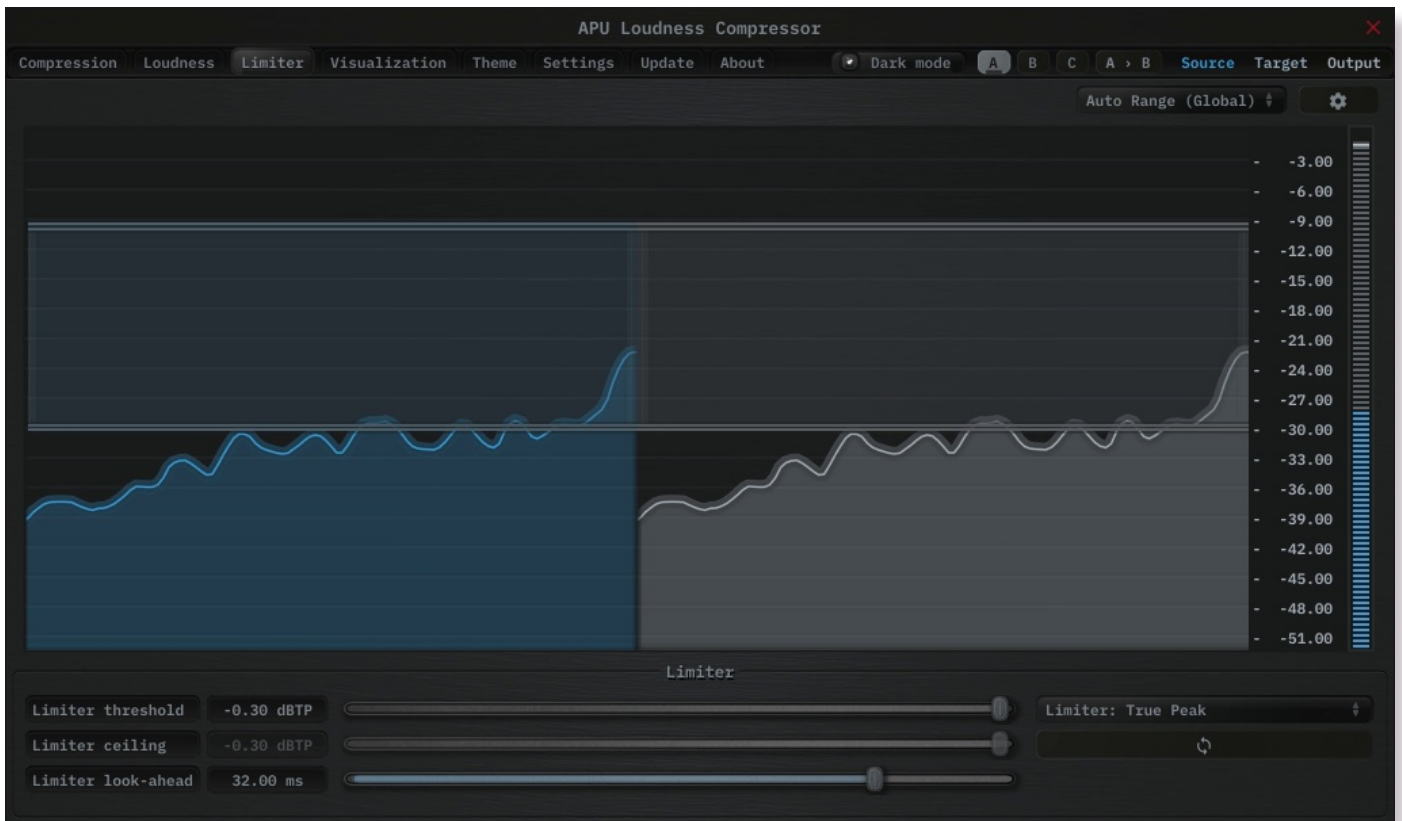 APU Loudness Compressor
Compression Loudness Limiter Visualization Theme Settings Update About Dark mode A B C A › B Source Target Output
Auto Range (Global)
- -3.00
- -6.00
- -9.00
- -12.00
- -15.00
- -18.00
- -21.00
- -24.00
- -27.00
- -30.00
- -33.00
- -36.00
- -39.00
- -42.00
- -45.00
- -48.00
- -51.00
Limiter
Limiter threshold -0.30 dBTP Limiter: True Peak
Limiter ceiling -0.30 dBTP
Limiter look-ahead 32.00 ms